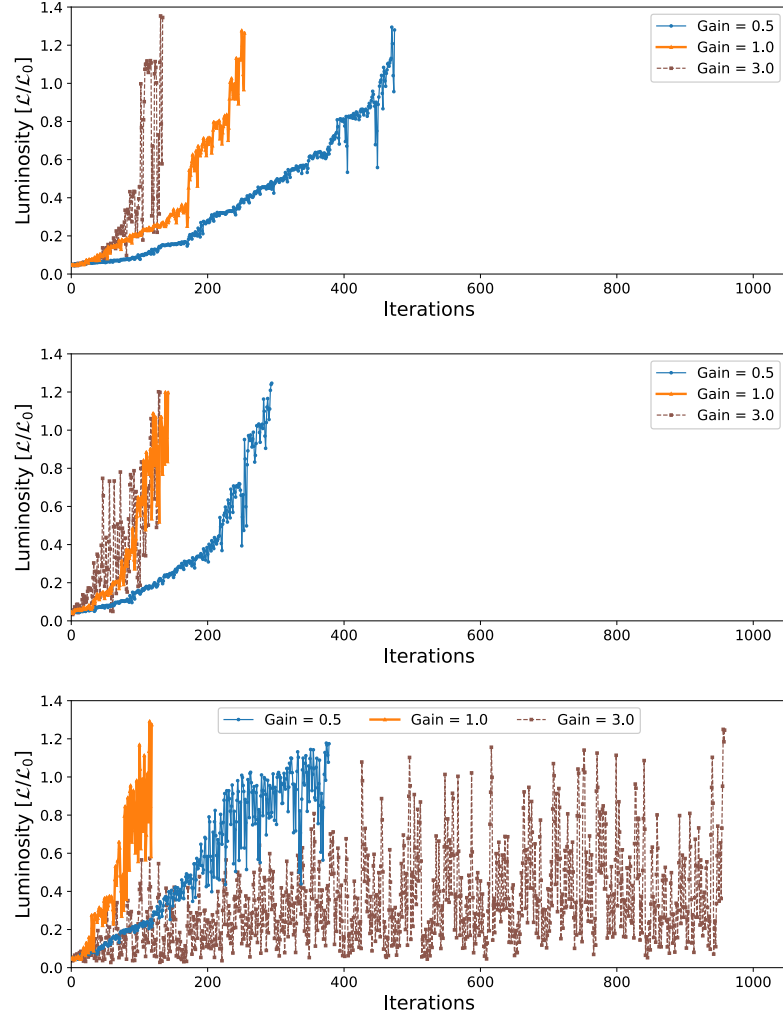 1.4
1.2
1.0
0.8
0.6
0.4
0.2
0.0
Luminosity [ℒ/ℒ₀]
0 200 400 600 800 1000
Iterations
Gain = 0.5
Gain = 1.0
Gain = 3.0
1.4
1.2
1.0
0.8
0.6
0.4
0.2
0.0
Luminosity [ℒ/ℒ₀]
0 200 400 600 800 1000
Iterations
Gain = 0.5
Gain = 1.0
Gain = 3.0
1.4
1.2
1.0
0.8
0.6
0.4
0.2
0.0
Luminosity [ℒ/ℒ₀]
Gain = 0.5 Gain = 1.0 Gain = 3.0
0 200 400 600 800 1000
Iterations